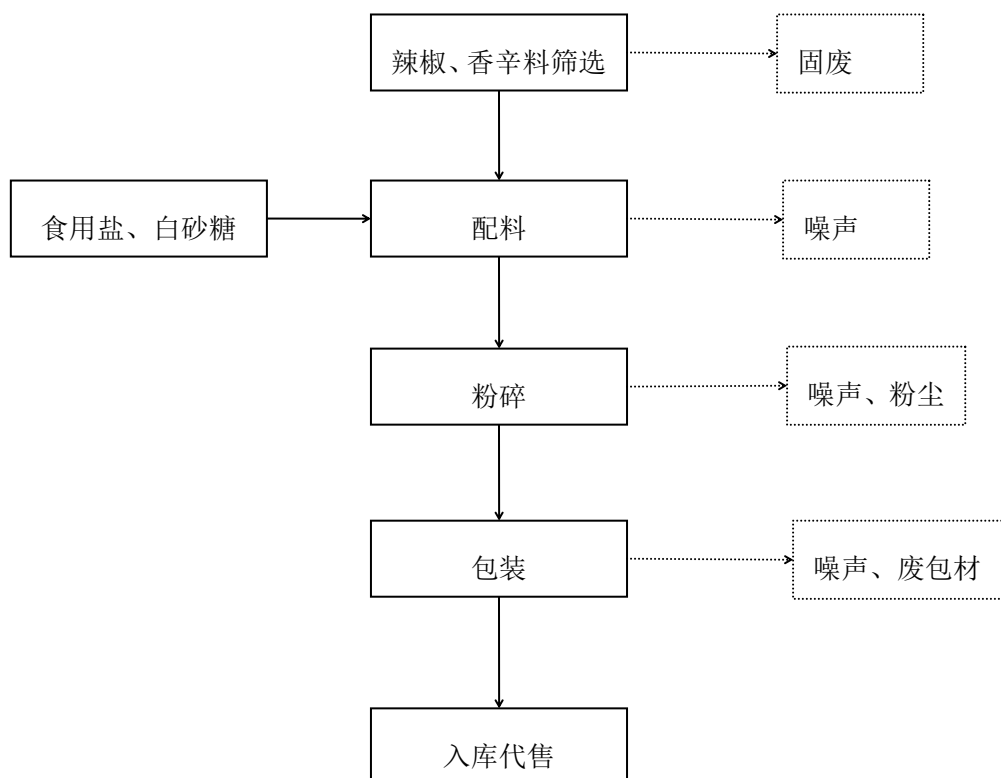 辣椒、香辛料筛选
固废
食用盐、白砂糖
配料
噪声
粉碎
噪声、粉尘
包装
噪声、废包材
入库代售